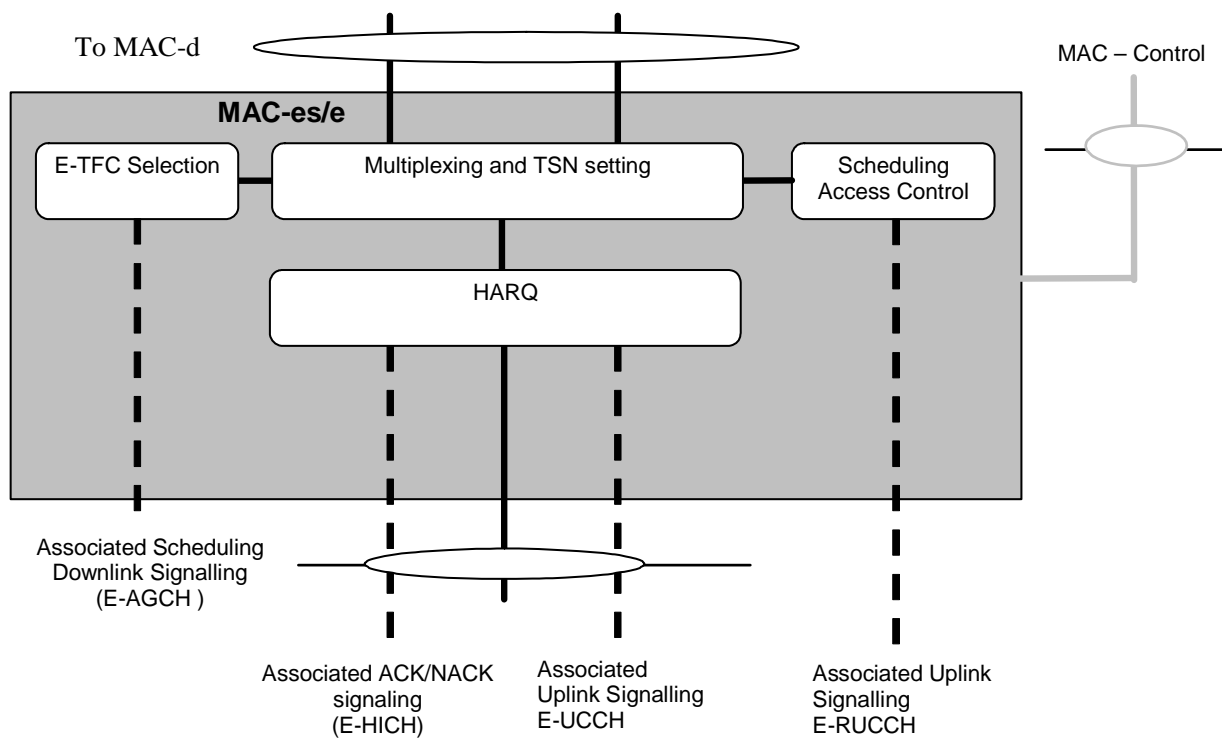 To MAC-d
MAC – Control
MAC-es/e
E-TFC Selection
Multiplexing and TSN setting
Scheduling
Access Control
HARQ
Associated Scheduling
Downlink Signalling
(E-AGCH )
Associated ACK/NACK
signaling
(E-HICH)
Associated
Uplink Signalling
E-UCCH
Associated Uplink
Signalling
E-RUCCH